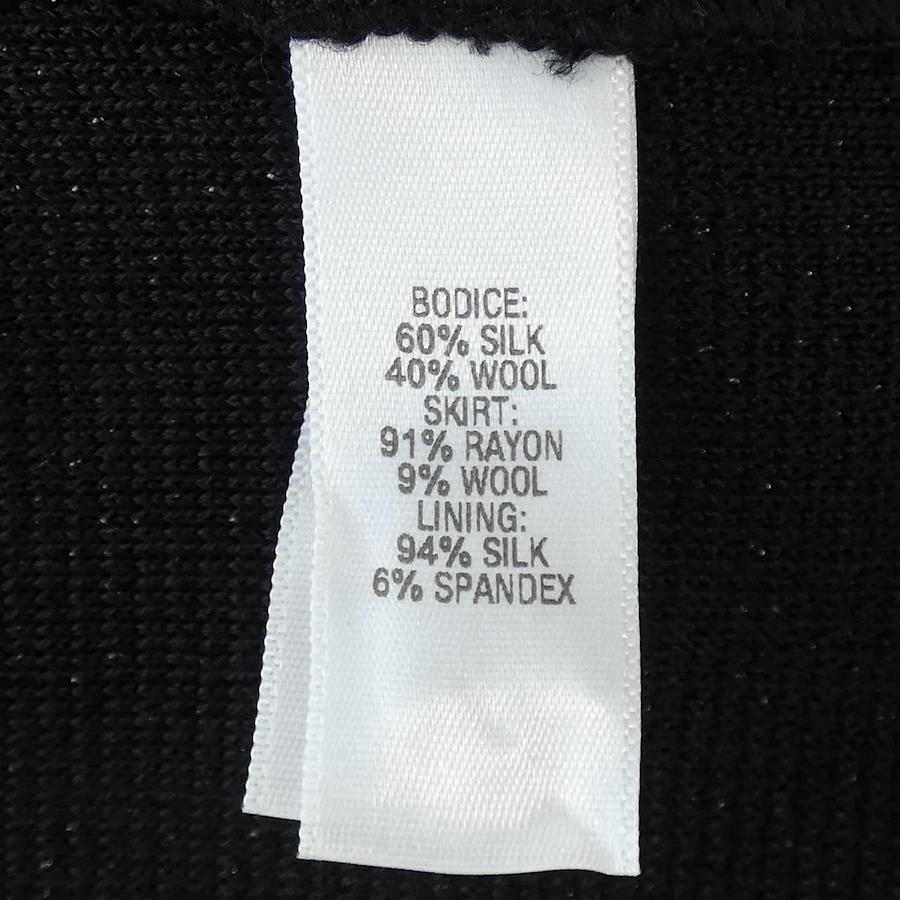 BODICE:
60% SILK
40% WOOL
SKIRT:
91% RAYON
9% WOOL
LINING:
94% SILK
6% SPANDEX